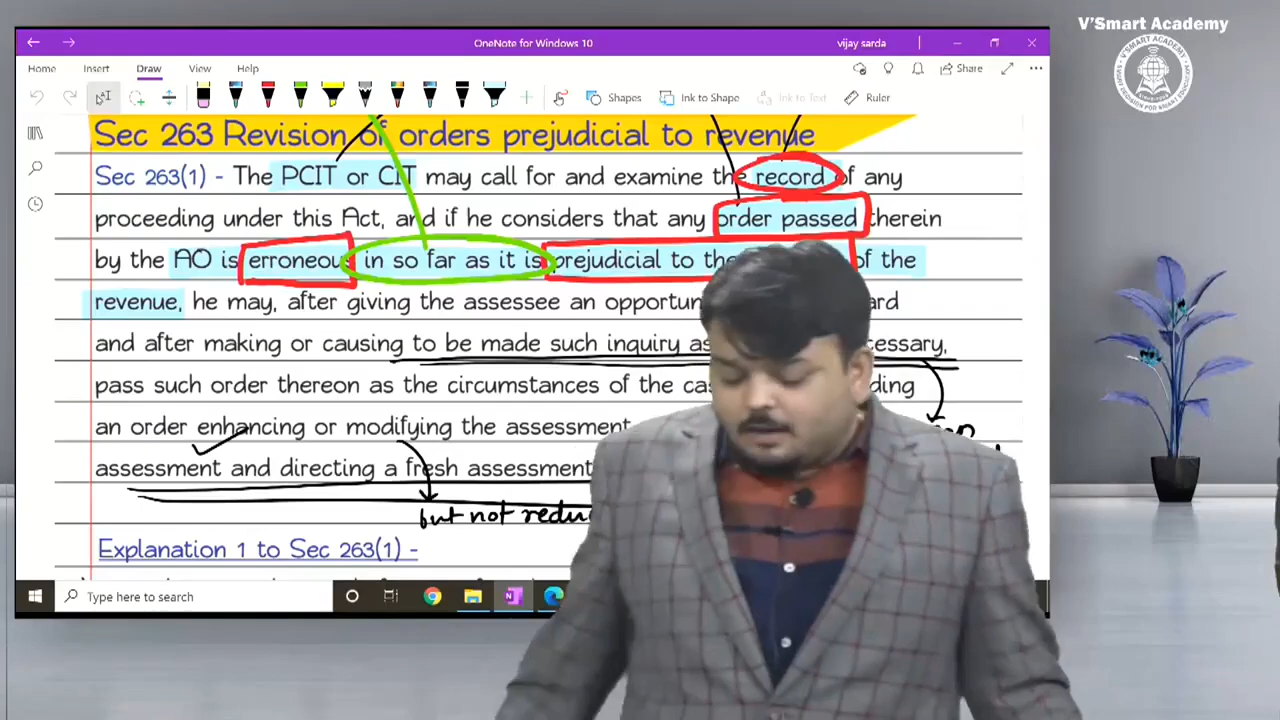 V'Smart Academy
OneNote for Windows 10
vijay sarda
Home Insert Draw View Help
Share
Shapes Ink to Shape Ink to Text Ruler
Sec 263 Revision of orders prejudicial to revenue
Sec 263(1) - The PCIT or CIT may call for and examine the record of any
proceeding under this Act, and if he considers that any order passed therein
by the AO is erroneous in so far as it is prejudicial to the of the
revenue, he may, after giving the assessee an
and after making or causing to be made such inquiry as
pass such order thereon as the circumstances of the
an order enhancing or modifying the assessment
assessment and directing a fresh assessment
but not
Explanation 1 to Sec 263(1) -
Type here to search